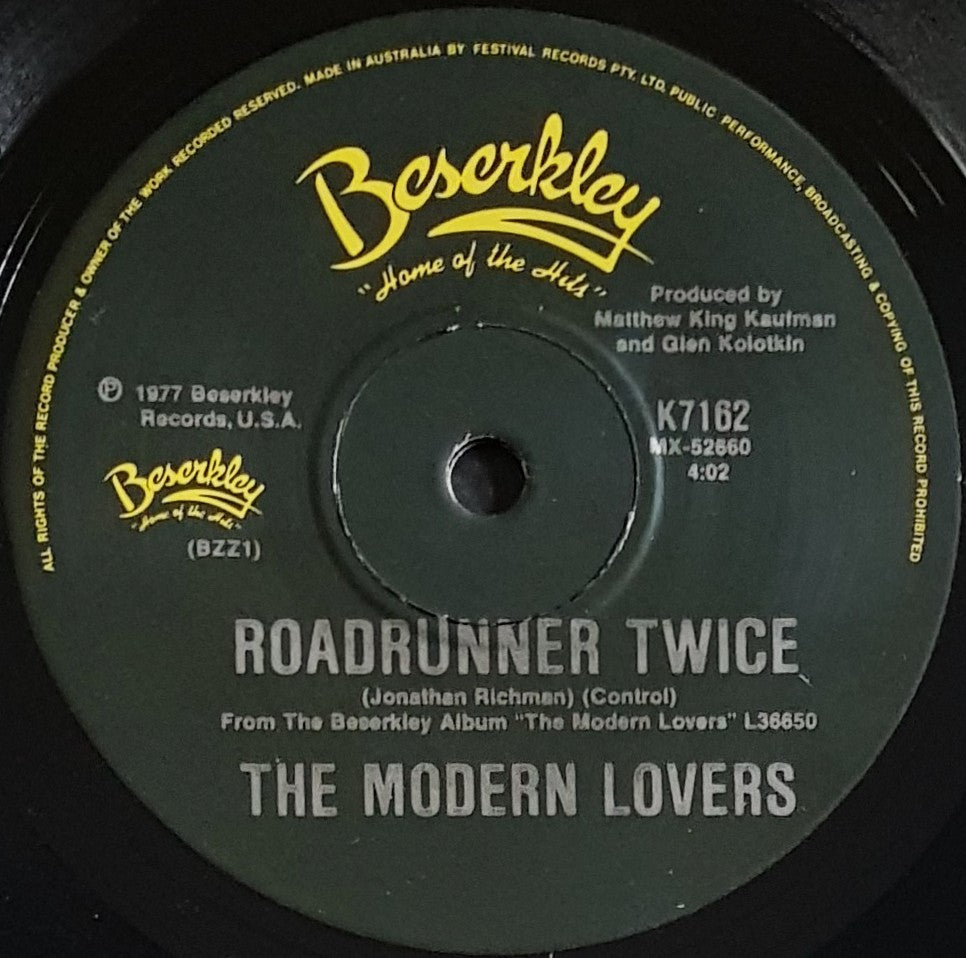 ALL RIGHTS OF THE RECORD PRODUCER & OWNER OF THE WORK RECORDED RESERVED. MADE IN AUSTRALIA BY FESTIVAL RECORDS PTY. LTD. PUBLIC PERFORMANCE, BROADCASTING & COPYING OF THIS RECORD PROHIBITED
Beserkley
"Home of the Hits"
Produced by
Matthew King Kaufman
and Glen Kolotkin
℗ 1977 Beserkley
Records, U.S.A.
K7162
MX-52660
4:02
Beserkley
"Home of the Hits"
(BZZ1)
ROADRUNNER TWICE
(Jonathan Richman) (Control)
From The Beserkley Album "The Modern Lovers" L36650
THE MODERN LOVERS